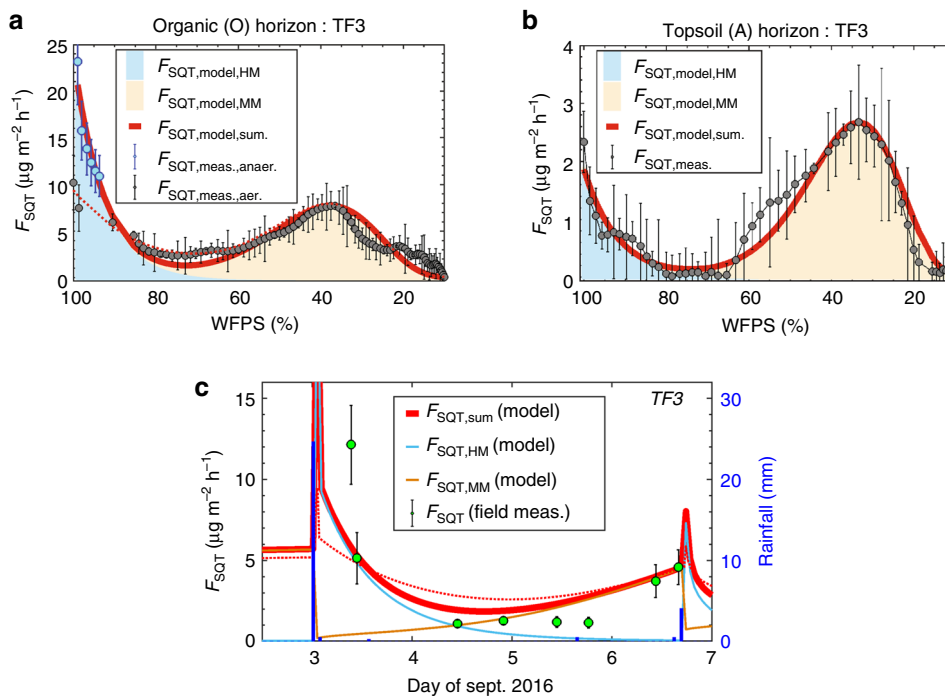 a
Organic (O) horizon : TF3
F_SQT (µg m⁻² h⁻¹)
25
20
15
10
5
0
F_SQT,model,HM
F_SQT,model,MM
F_SQT,model,sum.
F_SQT,meas.,anaer.
F_SQT,meas.,aer.
100 80 60 40 20
WFPS (%)
b
Topsoil (A) horizon : TF3
F_SQT (µg m⁻² h⁻¹)
4
3
2
1
0
F_SQT,model,HM
F_SQT,model,MM
F_SQT,model,sum.
F_SQT,meas.
100 80 60 40 20
WFPS (%)
c
TF3
F_SQT (µg m⁻² h⁻¹)
15
10
5
0
F_SQT,sum (model)
F_SQT,HM (model)
F_SQT,MM (model)
F_SQT (field meas.)
30
20
10
0
Rainfall (mm)
3 4 5 6 7
Day of sept. 2016